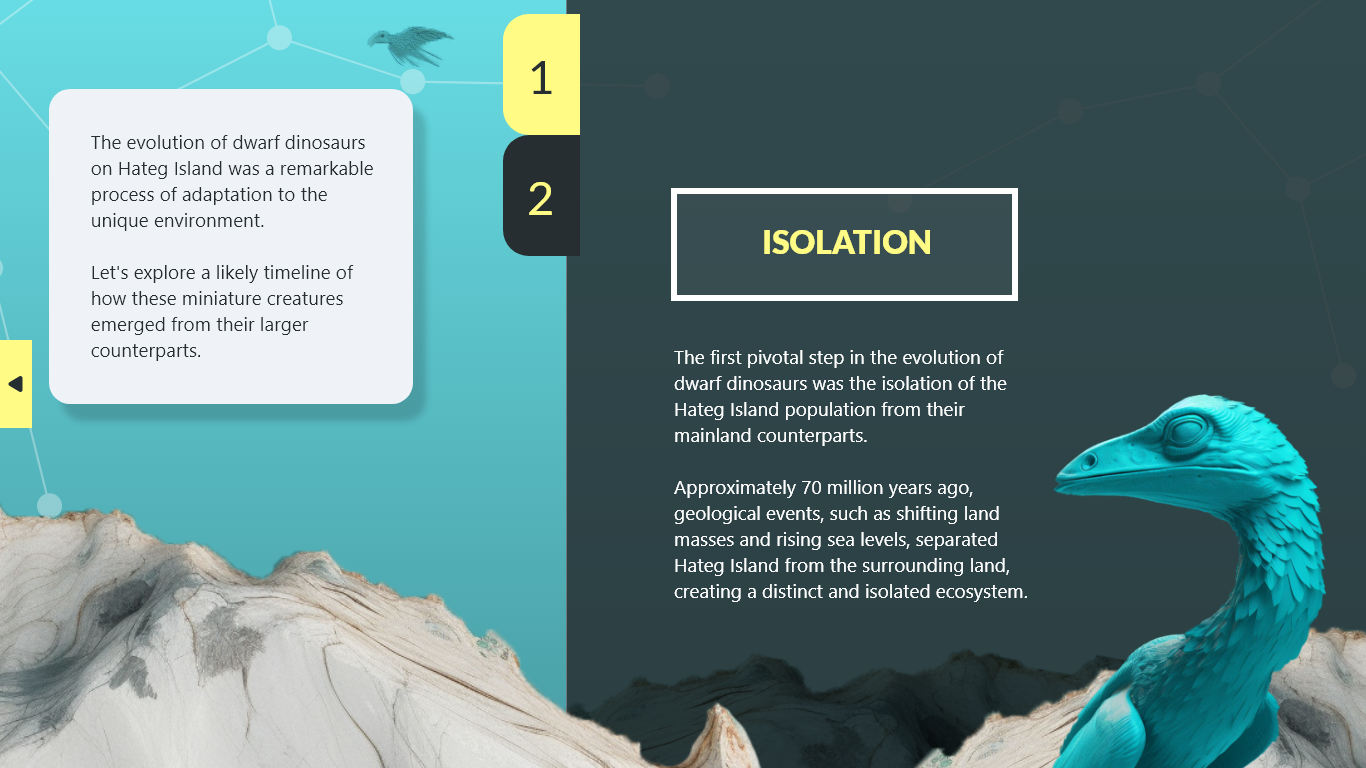 The evolution of dwarf dinosaurs
on Hateg Island was a remarkable
process of adaptation to the
unique environment.
Let's explore a likely timeline of
how these miniature creatures
emerged from their larger
counterparts.
1
2
ISOLATION
The first pivotal step in the evolution of
dwarf dinosaurs was the isolation of the
Hateg Island population from their
mainland counterparts.
Approximately 70 million years ago,
geological events, such as shifting land
masses and rising sea levels, separated
Hateg Island from the surrounding land,
creating a distinct and isolated ecosystem.